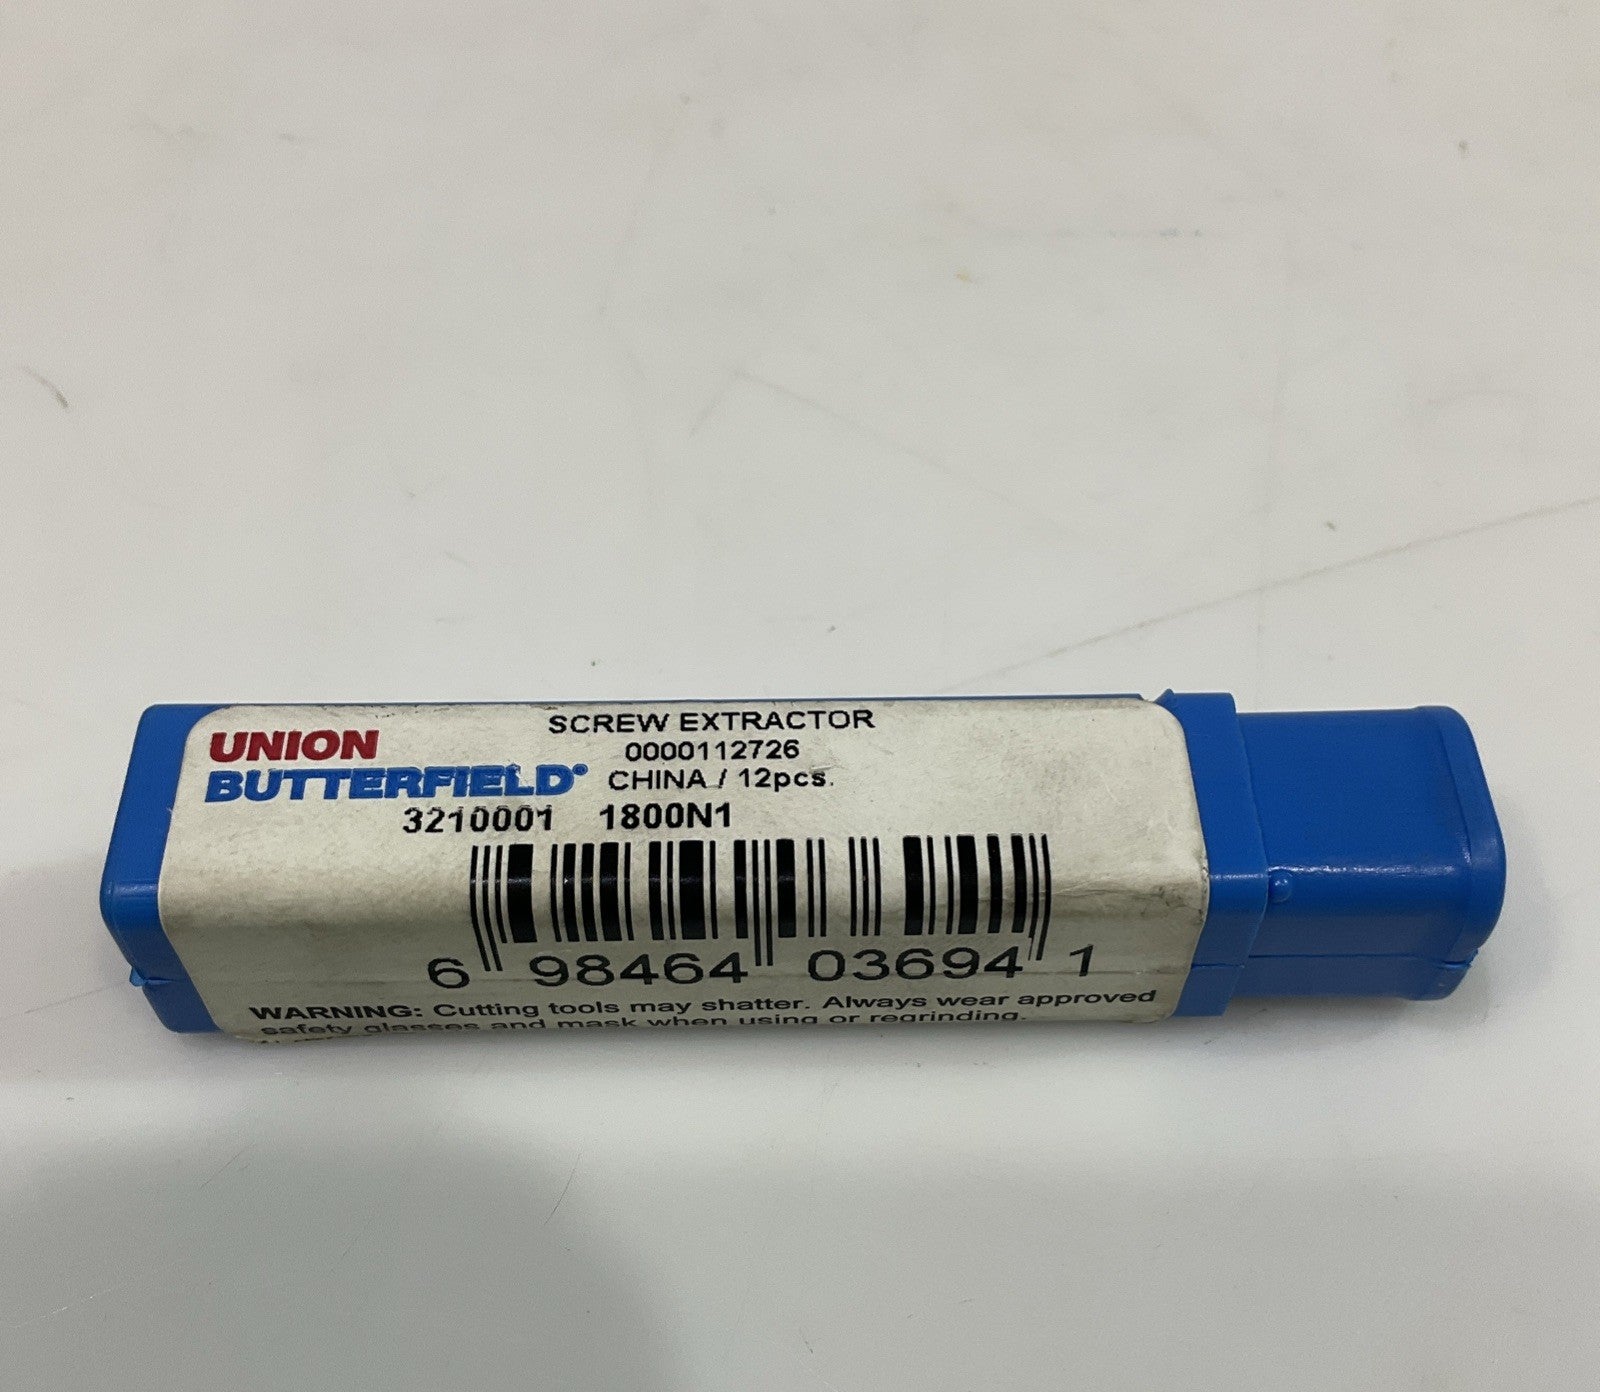 UNION
BUTTERFIELD®
SCREW EXTRACTOR
0000112726
CHINA / 12pcs.
3210001 1800N1
6 98464 03694 1
WARNING: Cutting tools may shatter. Always wear approved
safety glasses and mask when using or regrinding.